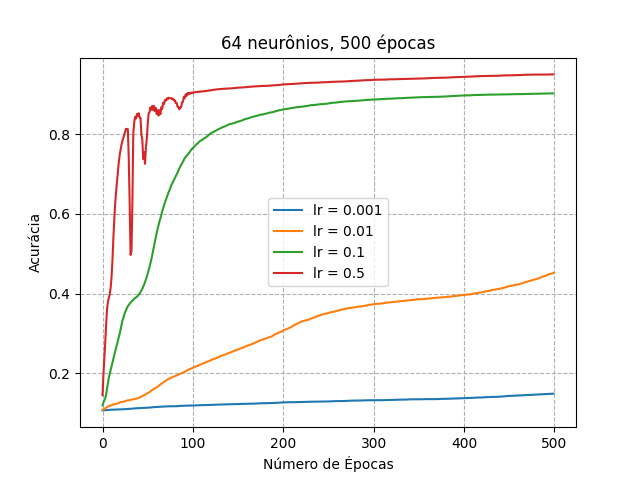 64 neurônios, 500 épocas
Acurácia
0.8
0.6
0.4
0.2
lr = 0.001
lr = 0.01
lr = 0.1
lr = 0.5
0 100 200 300 400 500
Número de Épocas